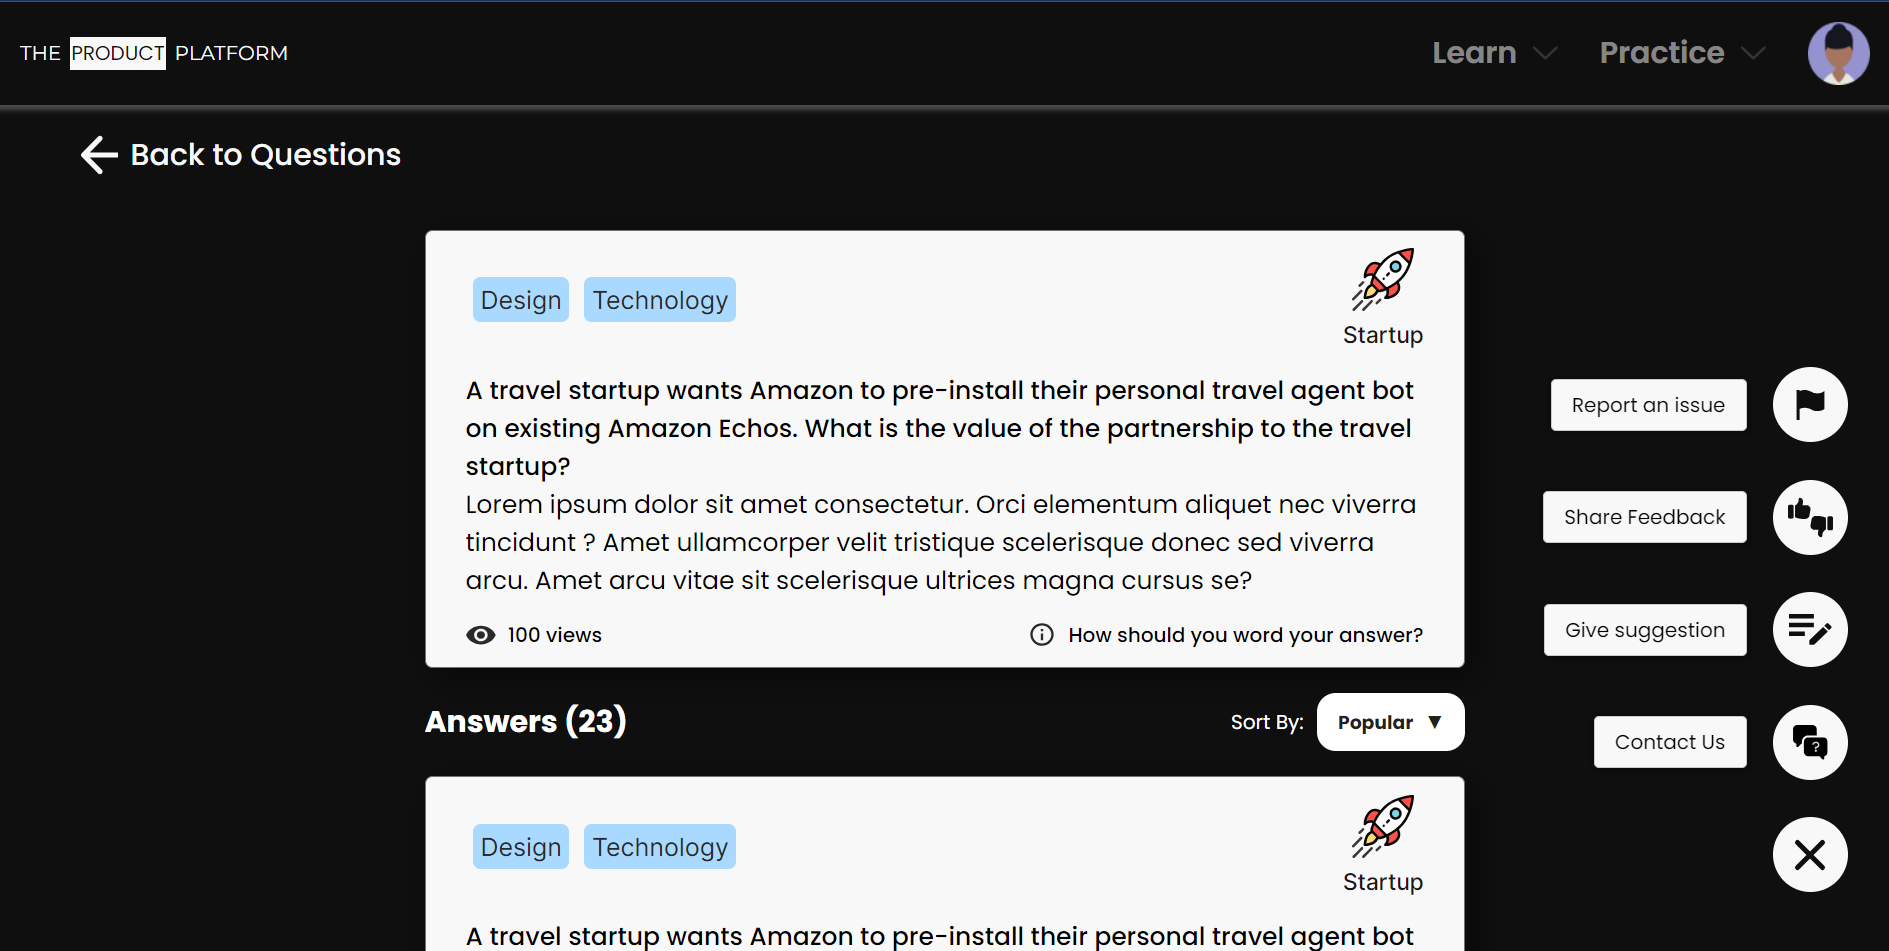 THE PRODUCT PLATFORM
Learn
Practice
Back to Questions
Design
Technology
Startup
A travel startup wants Amazon to pre-install their personal travel agent bot
on existing Amazon Echos. What is the value of the partnership to the travel
startup?
Lorem ipsum dolor sit amet consectetur. Orci elementum aliquet nec viverra
tincidunt ? Amet ullamcorper velit tristique scelerisque donec sed viverra
arcu. Amet arcu vitae sit scelerisque ultrices magna cursus se?
100 views
How should you word your answer?
Report an issue
Share Feedback
Give suggestion
?
Contact Us
Answers (23)
Sort By:
Popular ▼
Design
Technology
Startup
A travel startup wants Amazon to pre-install their personal travel agent bot